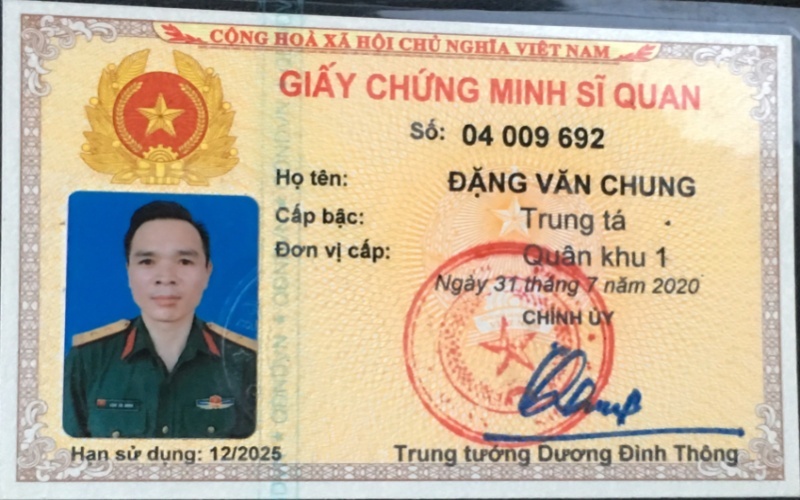 CỘNG HOÀ XÃ HỘI CHỦ NGHĨA VIỆT NAM
GIẤY CHỨNG MINH SĨ QUAN
Số: 04 009 692
Họ tên: ĐẶNG VĂN CHUNG
Cấp bậc: Trung tá
Đơn vị cấp: Quân khu 1
Ngày 31 tháng 7 năm 2020
CHÍNH ỦY
Hạn sử dụng: 12/2025
Trung tướng Dương Đình Thông
QĐNDVN